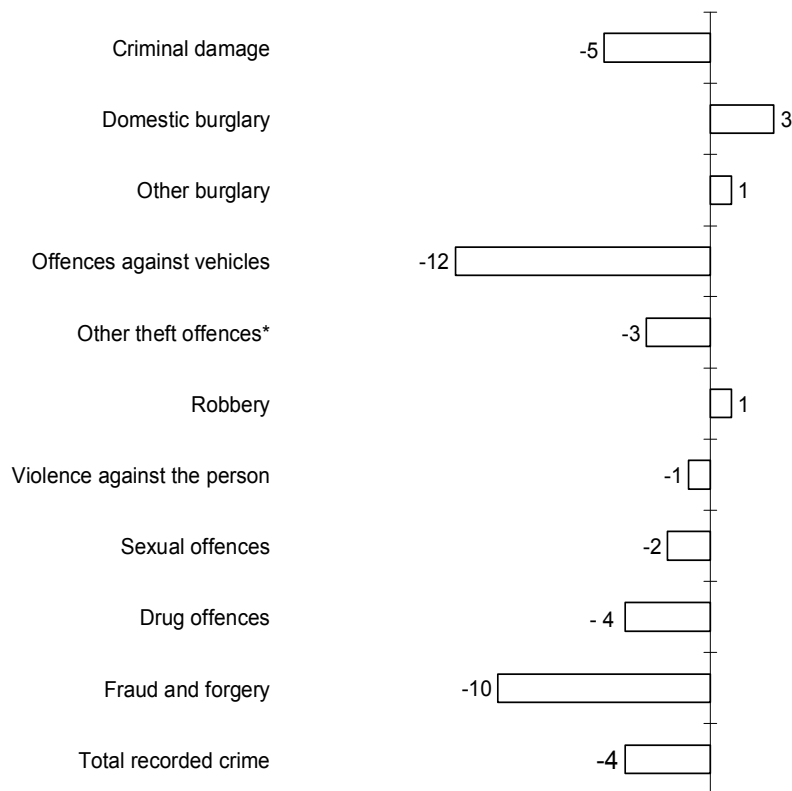 Criminal damage -5
Domestic burglary 3
Other burglary 1
Offences against vehicles -12
Other theft offences* -3
Robbery 1
Violence against the person -1
Sexual offences -2
Drug offences - 4
Fraud and forgery -10
Total recorded crime -4